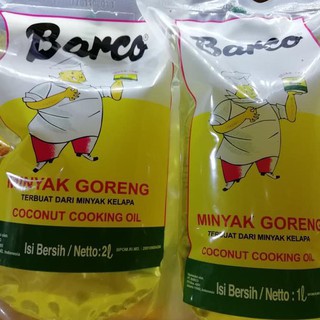 Barco
MINYAK GORENG
TERBUAT DARI MINYAK KELAPA
COCONUT COOKING OIL
Isi Bersih / Netto: 2ℓ
Barco
MINYAK GORENG
TERBUAT DARI MINYAK KELAPA
COCONUT COOKING OIL
Isi Bersih / Netto: 1ℓ